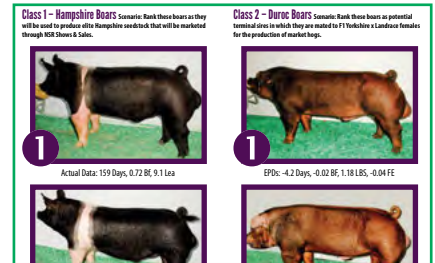 Class 1 – Hampshire Boars Scenario: Rank these boars as they
will be used to produce elite Hampshire seedstock that will be marketed
through NSR Shows & Sales.
1
Actual Data: 159 Days, 0.72 Bf, 9.1 Lea
Class 2 – Duroc Boars Scenario: Rank these boars as potential
terminal sires in which they are mated to F1 Yorkshire x Landrace females
for the production of market hogs.
1
EPDs: -4.2 Days, -0.02 BF, 1.18 LBS, -0.04 FE